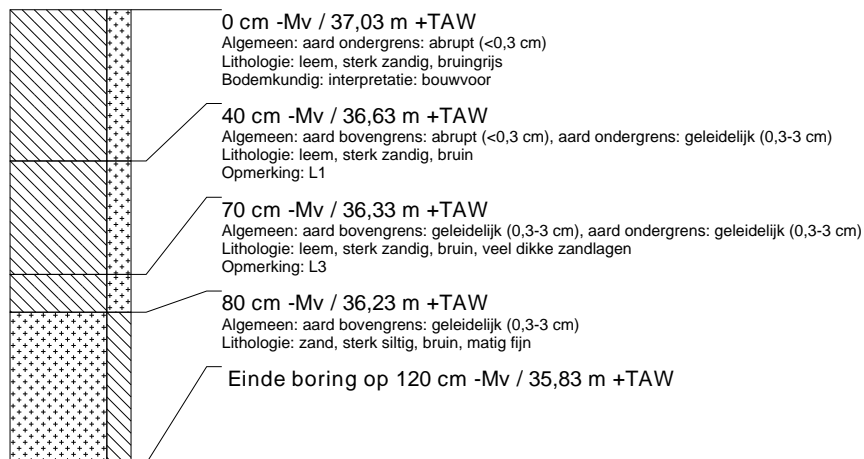 0 cm -Mv / 37,03 m +TAW
Algemeen: aard ondergrens: abrupt (<0,3 cm)
Lithologie: leem, sterk zandig, bruingrijs
Bodemkundig: interpretatie: bouwvoor
40 cm -Mv / 36,63 m +TAW
Algemeen: aard bovengrens: abrupt (<0,3 cm), aard ondergrens: geleidelijk (0,3-3 cm)
Lithologie: leem, sterk zandig, bruin
Opmerking: L1
70 cm -Mv / 36,33 m +TAW
Algemeen: aard bovengrens: geleidelijk (0,3-3 cm), aard ondergrens: geleidelijk (0,3-3 cm)
Lithologie: leem, sterk zandig, bruin, veel dikke zandlagen
Opmerking: L3
80 cm -Mv / 36,23 m +TAW
Algemeen: aard bovengrens: geleidelijk (0,3-3 cm)
Lithologie: zand, sterk siltig, bruin, matig fijn
Einde boring op 120 cm -Mv / 35,83 m +TAW